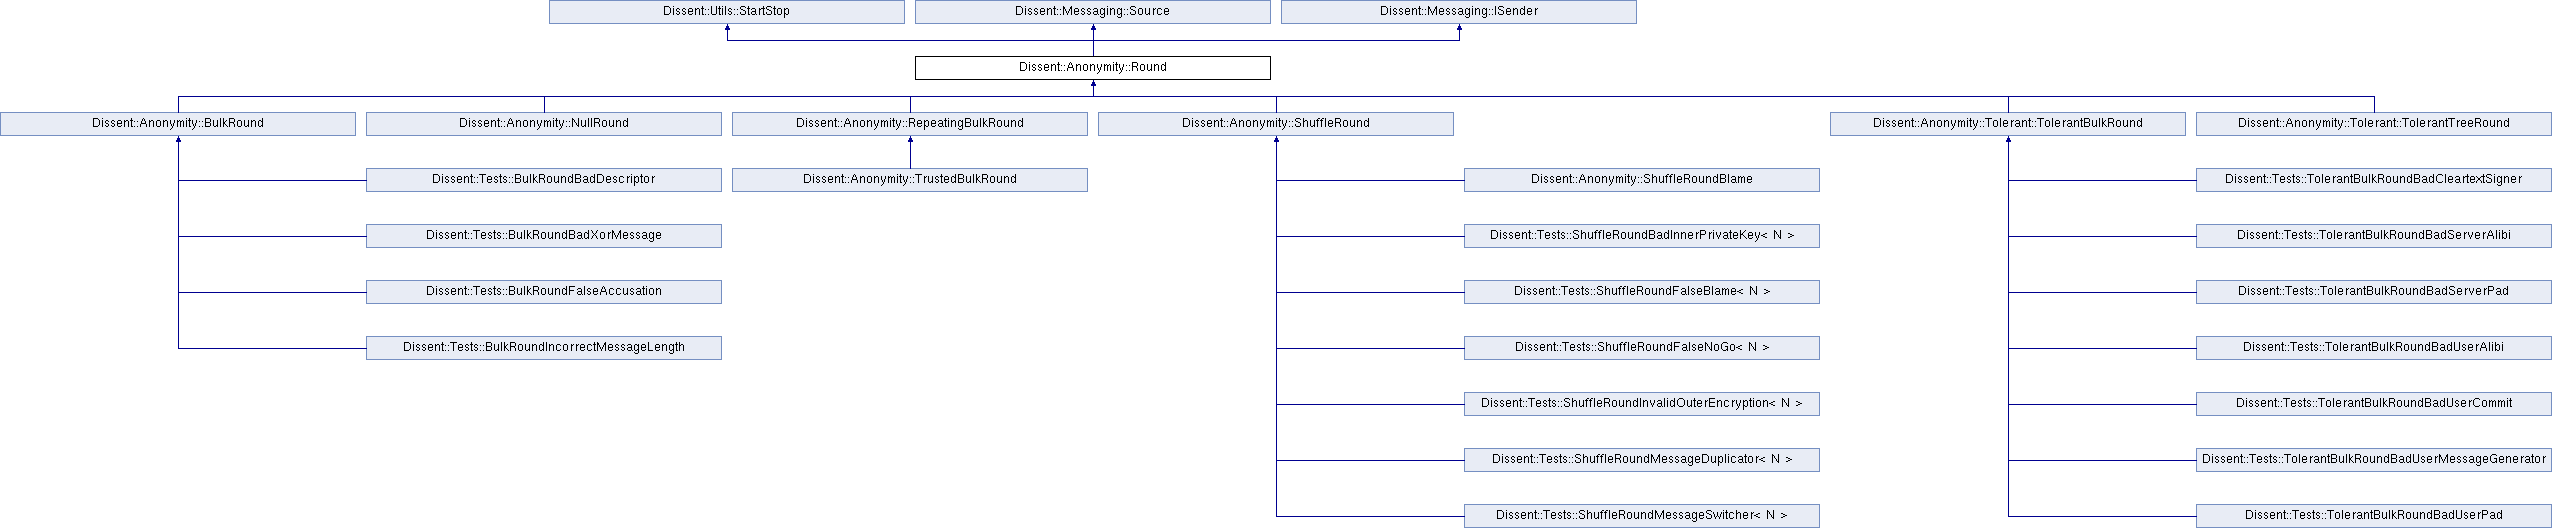 Dissent::Utils::StartStop
Dissent::Messaging::Source
Dissent::Messaging::ISender
Dissent::Anonymity::Round
Dissent::Anonymity::BulkRound
Dissent::Anonymity::NullRound
Dissent::Anonymity::RepeatingBulkRound
Dissent::Anonymity::ShuffleRound
Dissent::Anonymity::Tolerant::TolerantBulkRound
Dissent::Anonymity::Tolerant::TolerantTreeRound
Dissent::Tests::BulkRoundBadDescriptor
Dissent::Anonymity::TrustedBulkRound
Dissent::Anonymity::ShuffleRoundBlame
Dissent::Tests::TolerantBulkRoundBadCleartextSigner
Dissent::Tests::BulkRoundBadXorMessage
Dissent::Tests::ShuffleRoundBadInnerPrivateKey< N >
Dissent::Tests::TolerantBulkRoundBadServerAlibi
Dissent::Tests::BulkRoundFalseAccusation
Dissent::Tests::ShuffleRoundFalseBlame< N >
Dissent::Tests::TolerantBulkRoundBadServerPad
Dissent::Tests::BulkRoundIncorrectMessageLength
Dissent::Tests::ShuffleRoundFalseNoGo< N >
Dissent::Tests::TolerantBulkRoundBadUserAlibi
Dissent::Tests::ShuffleRoundInvalidOuterEncryption< N >
Dissent::Tests::TolerantBulkRoundBadUserCommit
Dissent::Tests::ShuffleRoundMessageDuplicator< N >
Dissent::Tests::TolerantBulkRoundBadUserMessageGenerator
Dissent::Tests::ShuffleRoundMessageSwitcher< N >
Dissent::Tests::TolerantBulkRoundBadUserPad